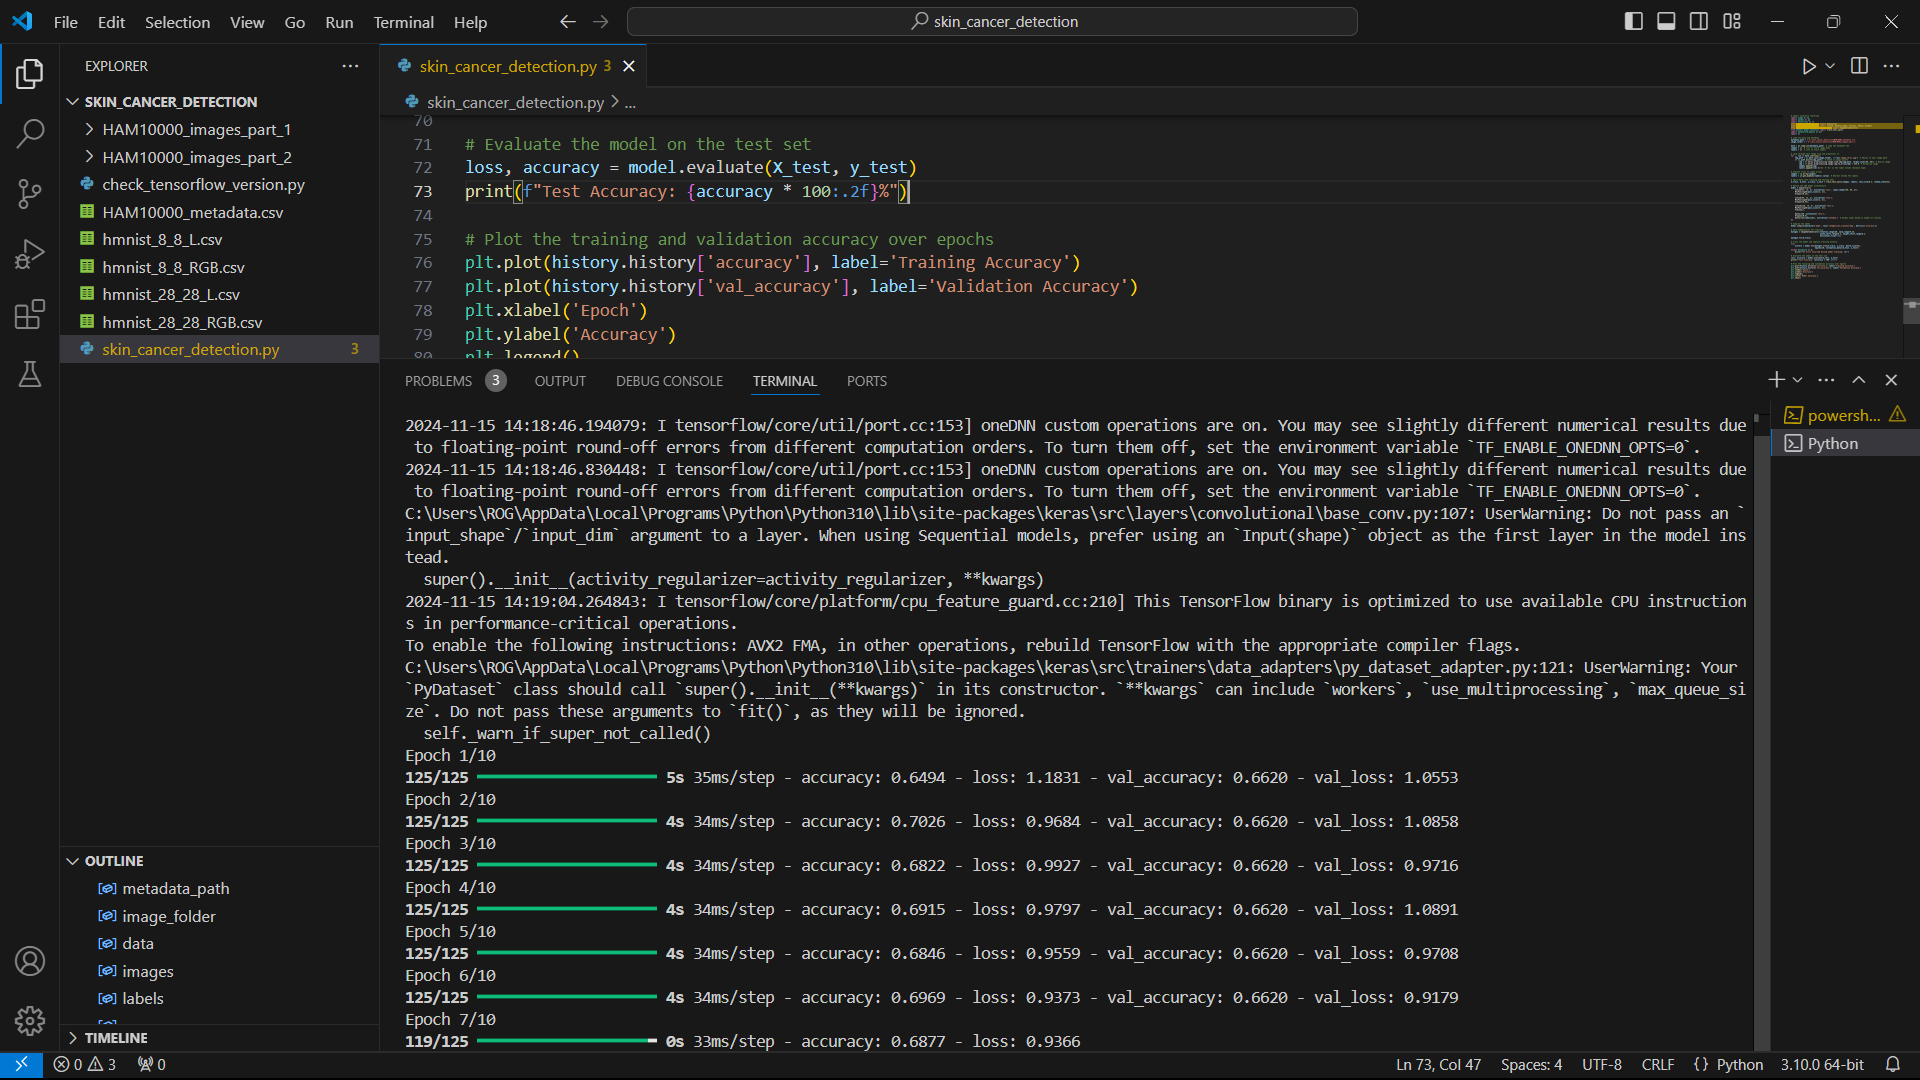 File Edit Selection View Go Run Terminal Help
skin_cancer_detection
EXPLORER
SKIN_CANCER_DETECTION
HAM10000_images_part_1
HAM10000_images_part_2
check_tensorflow_version.py
HAM10000_metadata.csv
hmnist_8_8_L.csv
hmnist_8_8_RGB.csv
hmnist_28_28_L.csv
hmnist_28_28_RGB.csv
skin_cancer_detection.py 3
OUTLINE
metadata_path
image_folder
data
images
labels
TIMELINE
skin_cancer_detection.py 3
skin_cancer_detection.py > ...
70
71 # Evaluate the model on the test set
72 loss, accuracy = model.evaluate(X_test, y_test)
73 print(f"Test Accuracy: {accuracy * 100:.2f}%")
74
75 # Plot the training and validation accuracy over epochs
76 plt.plot(history.history['accuracy'], label='Training Accuracy')
77 plt.plot(history.history['val_accuracy'], label='Validation Accuracy')
78 plt.xlabel('Epoch')
79 plt.ylabel('Accuracy')
80 plt.legend()
PROBLEMS 3 OUTPUT DEBUG CONSOLE TERMINAL PORTS
powersh...
Python
2024-11-15 14:18:46.194079: I tensorflow/core/util/port.cc:153] oneDNN custom operations are on. You may see slightly different numerical results due
to floating-point round-off errors from different computation orders. To turn them off, set the environment variable `TF_ENABLE_ONEDNN_OPTS=0`.
2024-11-15 14:18:46.830448: I tensorflow/core/util/port.cc:153] oneDNN custom operations are on. You may see slightly different numerical results due
to floating-point round-off errors from different computation orders. To turn them off, set the environment variable `TF_ENABLE_ONEDNN_OPTS=0`.
C:\Users\ROG\AppData\Local\Programs\Python\Python310\lib\site-packages\keras\src\layers\convolutional\base_conv.py:107: UserWarning: Do not pass an `
input_shape`/`input_dim` argument to a layer. When using Sequential models, prefer using an `Input(shape)` object as the first layer in the model ins
tead.
super().__init__(activity_regularizer=activity_regularizer, **kwargs)
2024-11-15 14:19:04.264843: I tensorflow/core/platform/cpu_feature_guard.cc:210] This TensorFlow binary is optimized to use available CPU instruction
s in performance-critical operations.
To enable the following instructions: AVX2 FMA, in other operations, rebuild TensorFlow with the appropriate compiler flags.
C:\Users\ROG\AppData\Local\Programs\Python\Python310\lib\site-packages\keras\src\trainers\data_adapters\py_dataset_adapter.py:121: UserWarning: Your
`PyDataset` class should call `super().__init__(**kwargs)` in its constructor. `**kwargs` can include `workers`, `use_multiprocessing`, `max_queue_si
ze`. Do not pass these arguments to `fit()`, as they will be ignored.
self._warn_if_super_not_called()
Epoch 1/10
125/125 5s 35ms/step - accuracy: 0.6494 - loss: 1.1831 - val_accuracy: 0.6620 - val_loss: 1.0553
Epoch 2/10
125/125 4s 34ms/step - accuracy: 0.7026 - loss: 0.9684 - val_accuracy: 0.6620 - val_loss: 1.0858
Epoch 3/10
125/125 4s 34ms/step - accuracy: 0.6822 - loss: 0.9927 - val_accuracy: 0.6620 - val_loss: 0.9716
Epoch 4/10
125/125 4s 34ms/step - accuracy: 0.6915 - loss: 0.9797 - val_accuracy: 0.6620 - val_loss: 1.0891
Epoch 5/10
125/125 4s 34ms/step - accuracy: 0.6846 - loss: 0.9559 - val_accuracy: 0.6620 - val_loss: 0.9708
Epoch 6/10
125/125 4s 34ms/step - accuracy: 0.6969 - loss: 0.9373 - val_accuracy: 0.6620 - val_loss: 0.9179
Epoch 7/10
119/125 0s 33ms/step - accuracy: 0.6877 - loss: 0.9366
0 3 0
Ln 73, Col 47 Spaces: 4 UTF-8 CRLF {} Python 3.10.0 64-bit